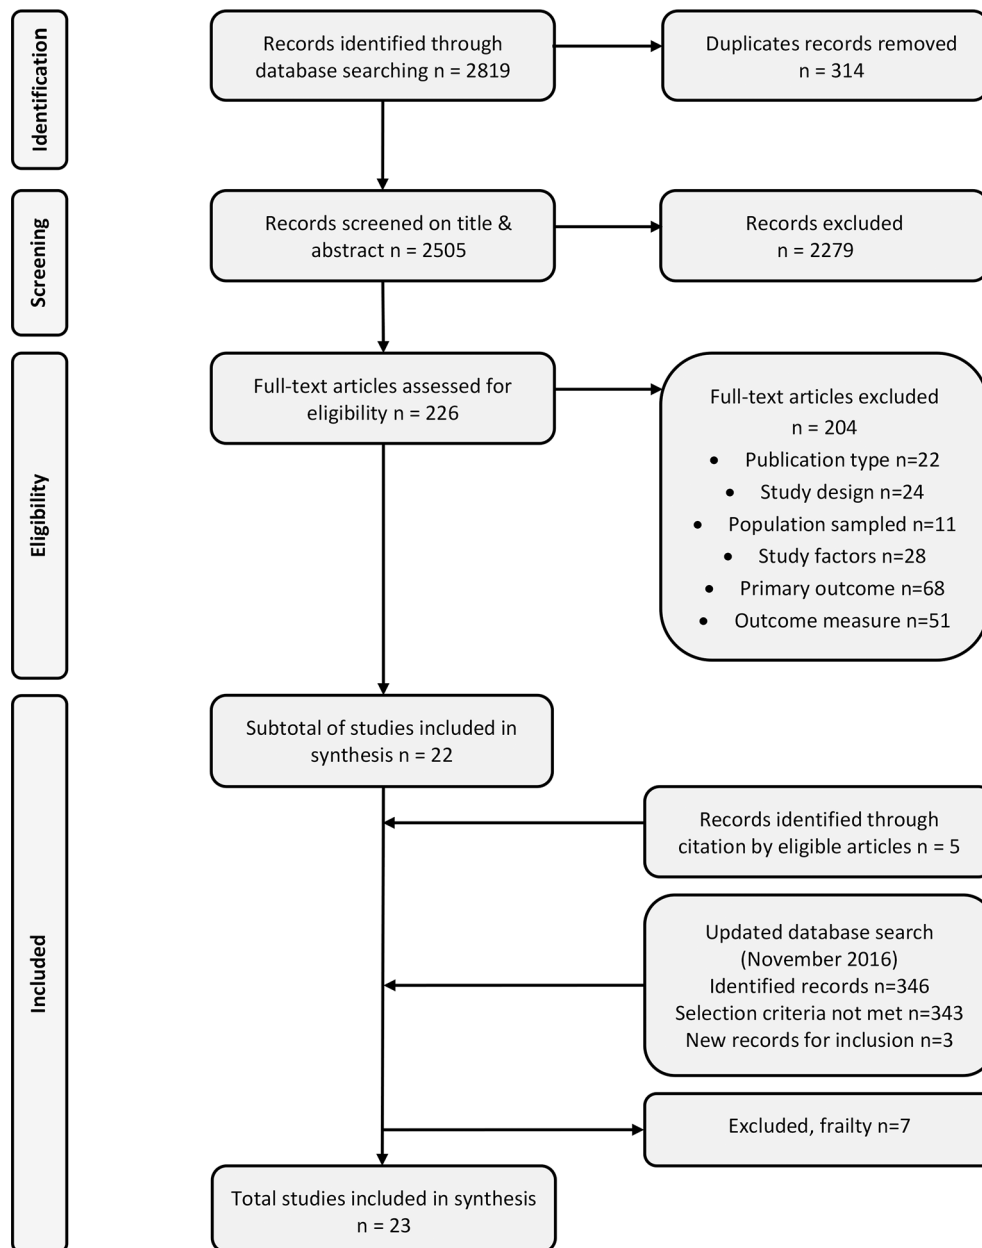 Identification
Records identified through
database searching n = 2819
Duplicates records removed
n = 314
Screening
Records screened on title &
abstract n = 2505
Records excluded
n = 2279
Eligibility
Full-text articles assessed for
eligibility n = 226
Full-text articles excluded
n = 204
• Publication type n=22
• Study design n=24
• Population sampled n=11
• Study factors n=28
• Primary outcome n=68
• Outcome measure n=51
Included
Subtotal of studies included in
synthesis n = 22
Records identified through
citation by eligible articles n = 5
Updated database search
(November 2016)
Identified records n=346
Selection criteria not met n=343
New records for inclusion n=3
Excluded, frailty n=7
Total studies included in synthesis
n = 23